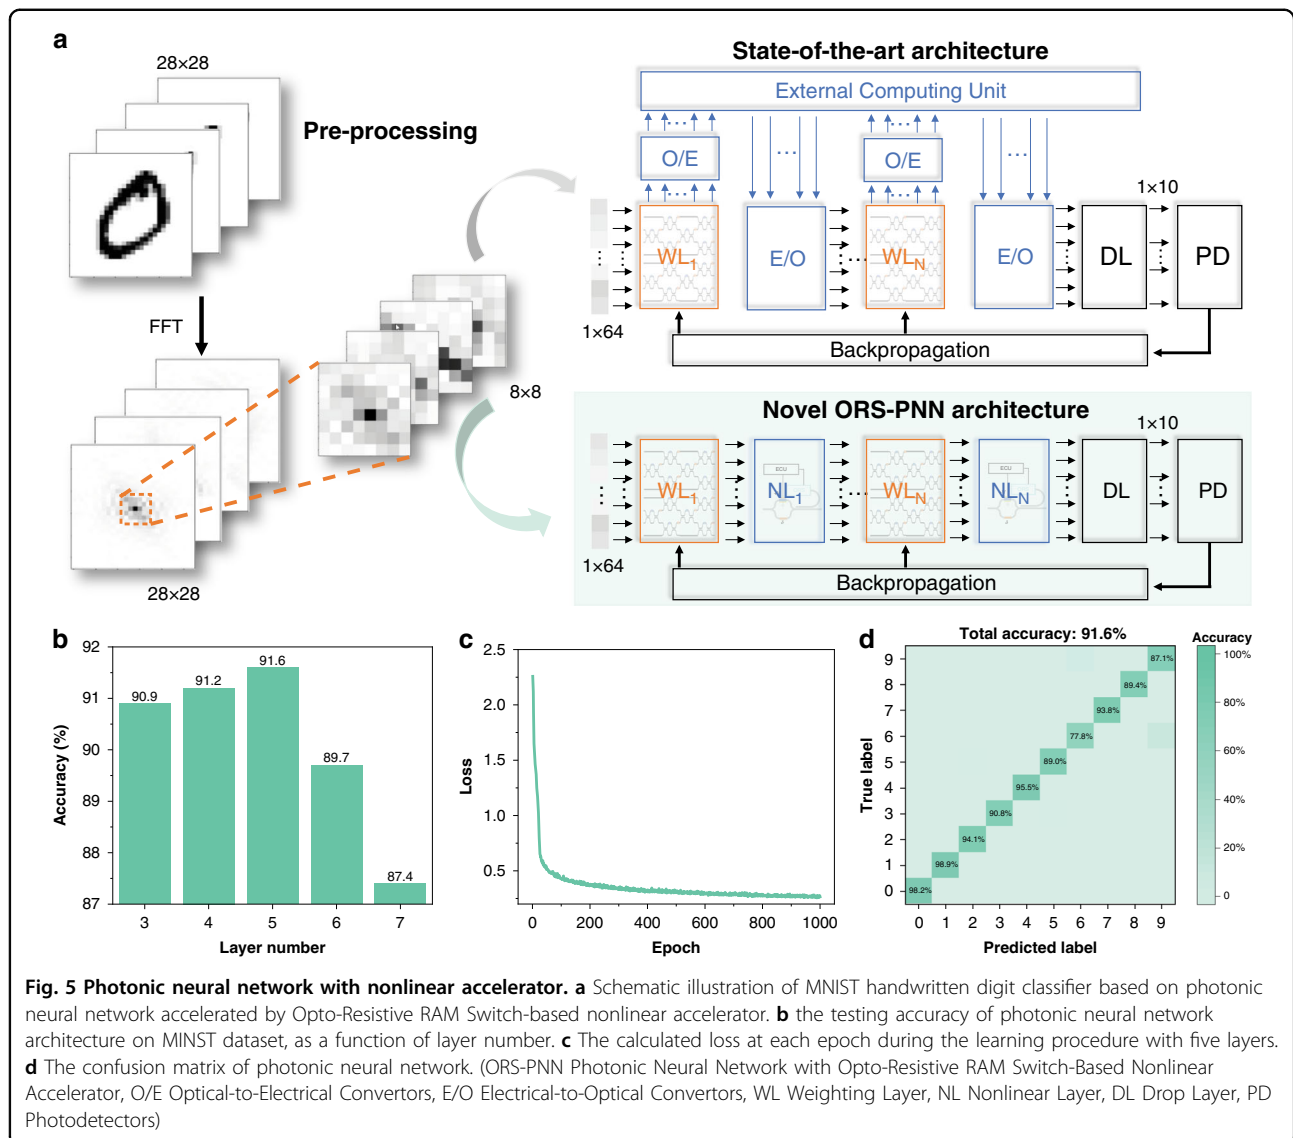 a
28×28
Pre-processing
FFT
28×28
8×8
State-of-the-art architecture
External Computing Unit
O/E
O/E
1×10
WL1
E/O
WLN
E/O
DL
PD
1×64
Backpropagation
Novel ORS-PNN architecture
1×10
ECU
ECU
WL1
NL1
WLN
NLN
DL
PD
1×64
Backpropagation
b
92
91
90
89
88
87
Accuracy (%)
90.9
91.2
91.6
89.7
87.4
3 4 5 6 7
Layer number
c
2.5
2.0
1.5
1.0
0.5
Loss
0 200 400 600 800 1000
Epoch
d
Total accuracy: 91.6%
Accuracy
9
8
7
6
5
4
3
2
1
0
True label
87.1%
89.4%
93.8%
77.8%
89.0%
95.5%
90.8%
94.1%
98.9%
98.2%
0 1 2 3 4 5 6 7 8 9
Predicted label
100%
80%
60%
40%
20%
0
Fig. 5 Photonic neural network with nonlinear accelerator. a Schematic illustration of MNIST handwritten digit classifier based on photonic
neural network accelerated by Opto-Resistive RAM Switch-based nonlinear accelerator. b the testing accuracy of photonic neural network
architecture on MINST dataset, as a function of layer number. c The calculated loss at each epoch during the learning procedure with five layers.
d The confusion matrix of photonic neural network. (ORS-PNN Photonic Neural Network with Opto-Resistive RAM Switch-Based Nonlinear
Accelerator, O/E Optical-to-Electrical Convertors, E/O Electrical-to-Optical Convertors, WL Weighting Layer, NL Nonlinear Layer, DL Drop Layer, PD
Photodetectors)